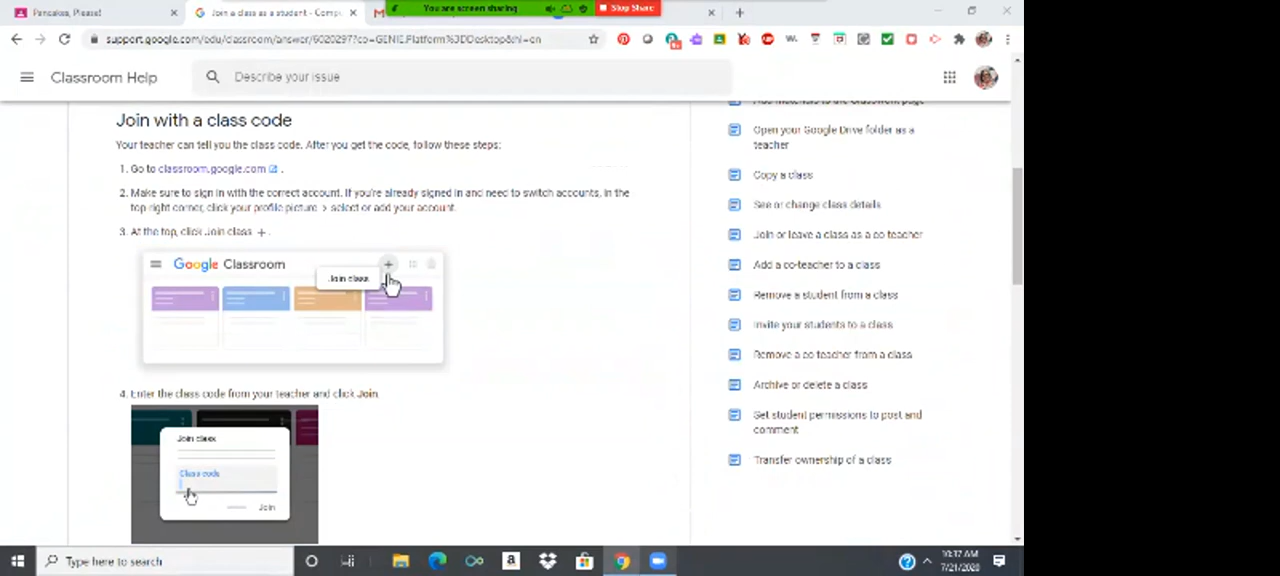 Pancakes, Please!
Join a class as a student - Comp
You are screen sharing
Stop Share
support.google.com/edu/classroom/answer/6020297?co=GENIE.Platform%3DDesktop&hl=en
Classroom Help
Describe your issue
Join with a class code
Your teacher can tell you the class code. After you get the code, follow these steps:
1. Go to classroom.google.com .
2. Make sure to sign in with the correct account. If you're already signed in and need to switch accounts, in the
top-right corner, click your profile picture > select or add your account.
3. At the top, click Join class + .
Google Classroom
Join class
4. Enter the class code from your teacher and click Join
Join class
Class code
Join
Add materials to the Classwork page
Open your Google Drive folder as a
teacher
Copy a class
See or change class details
Join or leave a class as a co teacher
Add a co-teacher to a class
Remove a student from a class
Invite your students to a class
Remove a co teacher from a class
Archive or delete a class
Set student permissions to post and
comment
Transfer ownership of a class
Type here to search
10:37 AM
7/21/2020